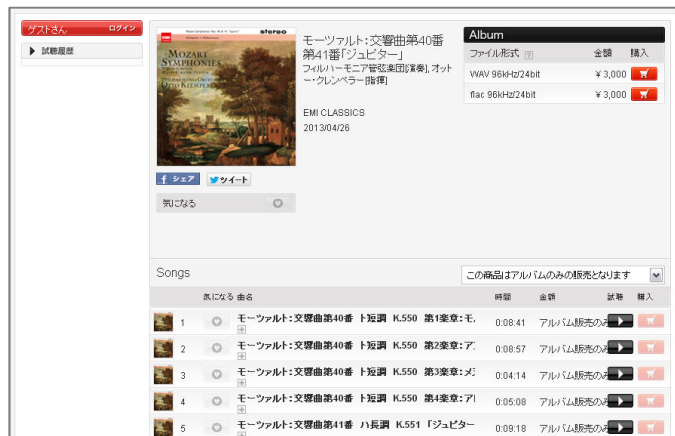 ゲストさん ログイン
試聴履歴
stereo
MOZART
SYMPHONIES
OTTO KLEMPERER
シェア
ツイート
気になる
モーツァルト：交響曲第40番
第41番「ジュピター」
フィルハーモニア管弦楽団[演奏], オット
ー・クレンペラー[指揮]
EMI CLASSICS
2013/04/26
Album
ファイル形式 ? 金額 購入
WAV 96kHz/24bit ¥ 3,000
flac 96kHz/24bit ¥ 3,000
Songs この商品はアルバムのみの販売となります
気になる 曲名 時間 金額 試聴 購入
1 モーツァルト：交響曲第40番 ト短調 K.550 第1楽章：モ. 0:08:41 アルバム販売のみ
2 モーツァルト：交響曲第40番 ト短調 K.550 第2楽章：ア 0:08:57 アルバム販売のみ
3 モーツァルト：交響曲第40番 ト短調 K.550 第3楽章：メ 0:04:14 アルバム販売のみ
4 モーツァルト：交響曲第40番 ト短調 K.550 第4楽章：ア 0:05:08 アルバム販売のみ
5 モーツァルト：交響曲第41番 ハ長調 K.551 「ジュピター 0:09:18 アルバム販売のみ